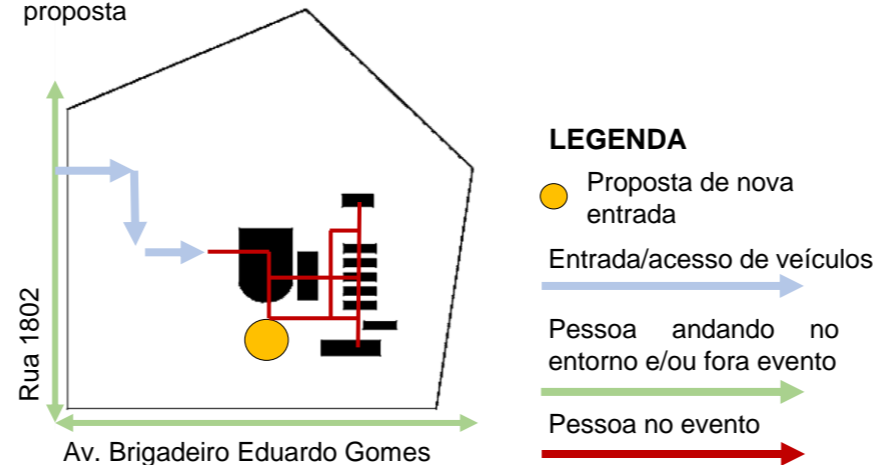 proposta
Rua 1802
Av. Brigadeiro Eduardo Gomes
LEGENDA
Proposta de nova
entrada
Entrada/acesso de veículos
Pessoa andando no
entorno e/ou fora evento
Pessoa no evento